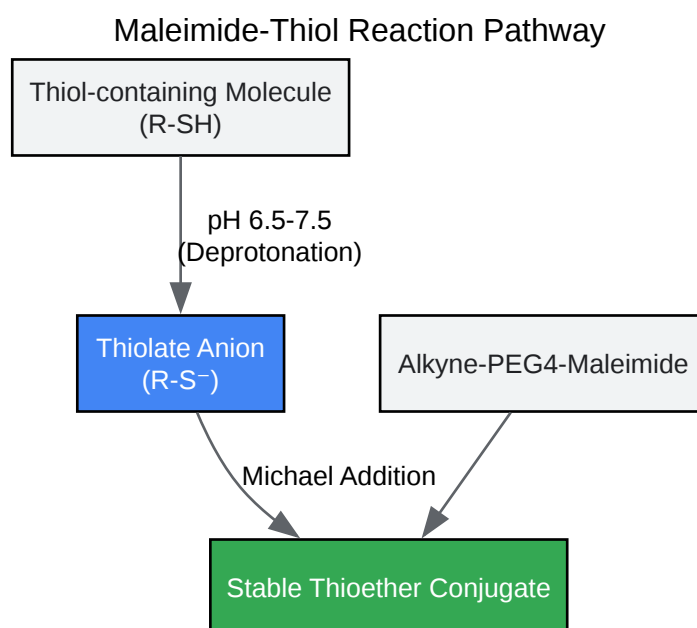 Maleimide-Thiol Reaction Pathway
Thiol-containing Molecule
(R-SH)
pH 6.5-7.5
(Deprotonation)
Thiolate Anion
(R-S⁻)
Alkyne-PEG4-Maleimide
Michael Addition
Stable Thioether Conjugate